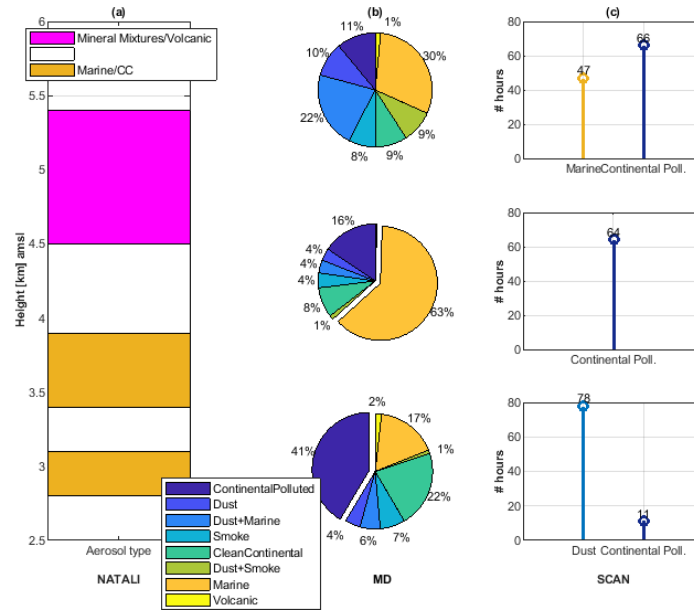 (a)
(b)
(c)
6
5.5
5
4.5
4
3.5
3
2.5
Height [km] amsl
Mineral Mixtures/Volcanic
Marine/CC
Aerosol type
NATALI
11%
1%
10%
30%
22%
9%
8%
9%
16%
4%
4%
4%
8%
1%
63%
2%
41%
17%
1%
22%
4%
6%
7%
ContinentalPolluted
Dust
Dust+Marine
Smoke
CleanContinental
Dust+Smoke
Marine
Volcanic
MD
80
60
40
20
0
# hours
47
66
Marine Continental Poll.
80
60
40
20
0
# hours
64
Continental Poll.
80
60
40
20
0
# hours
78
11
Dust Continental Poll.
SCAN